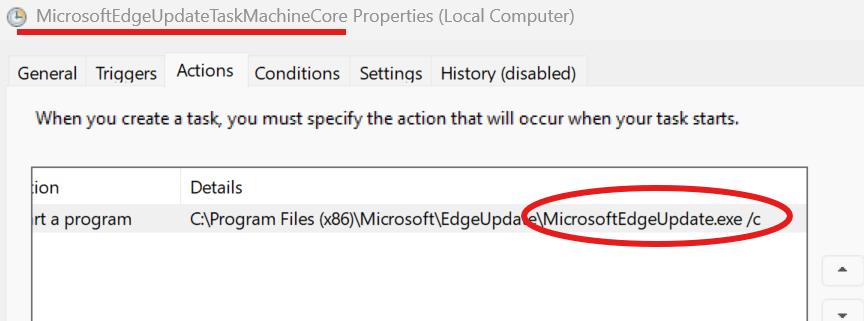 MicrosoftEdgeUpdateTaskMachineCore Properties (Local Computer)
General Triggers Actions Conditions Settings History (disabled)
When you create a task, you must specify the action that will occur when your task starts.
tion Details
rt a program C:\Program Files (x86)\Microsoft\EdgeUpdate\MicrosoftEdgeUpdate.exe /c